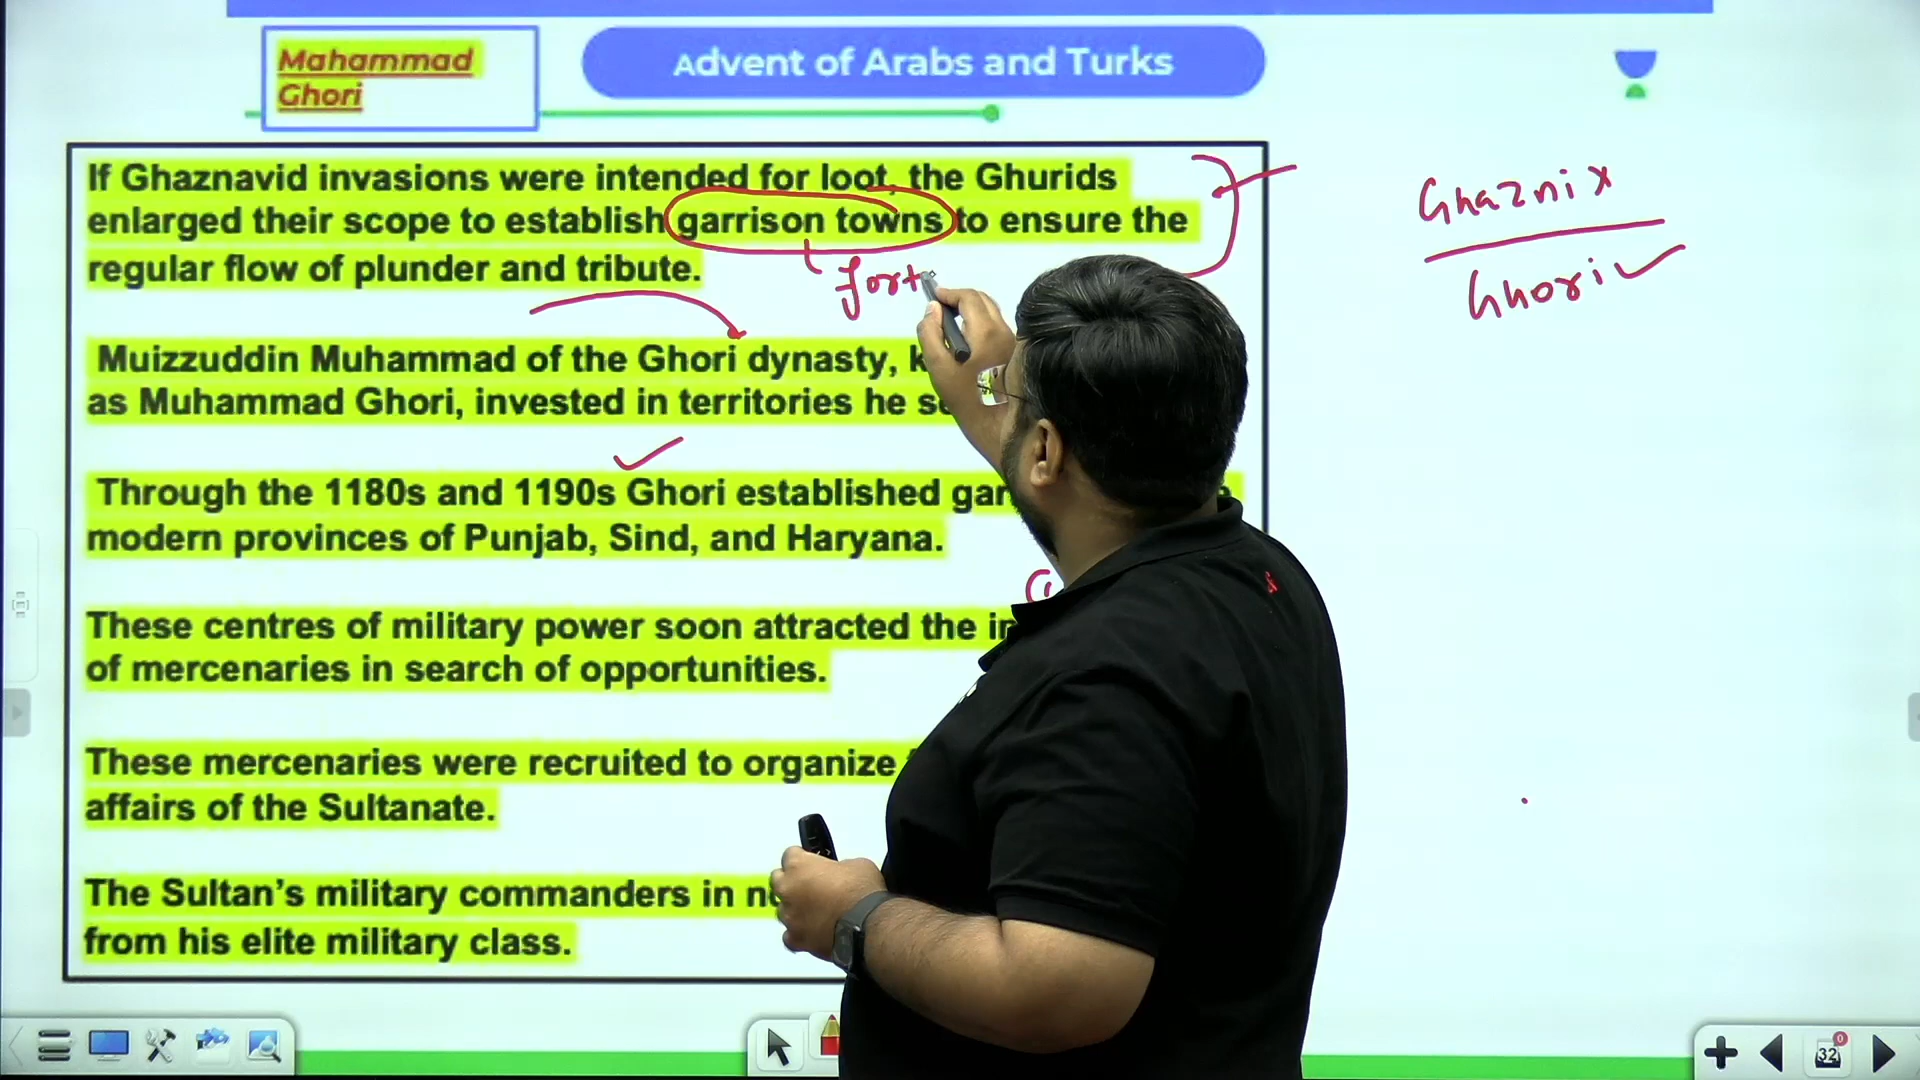 Mahammad
Ghori
Advent of Arabs and Turks
If Ghaznavid invasions were intended for loot, the Ghurids
enlarged their scope to establish garrison towns to ensure the
regular flow of plunder and tribute.
fort
Ghazni x
Ghori ✓
Muizzuddin Muhammad of the Ghori dynasty,
as Muhammad Ghori, invested in territories he
Through the 1180s and 1190s Ghori established
modern provinces of Punjab, Sind, and Haryana.
These centres of military power soon attracted the
of mercenaries in search of opportunities.
These mercenaries were recruited to organize
affairs of the Sultanate.
The Sultan’s military commanders in
from his elite military class.
32
0